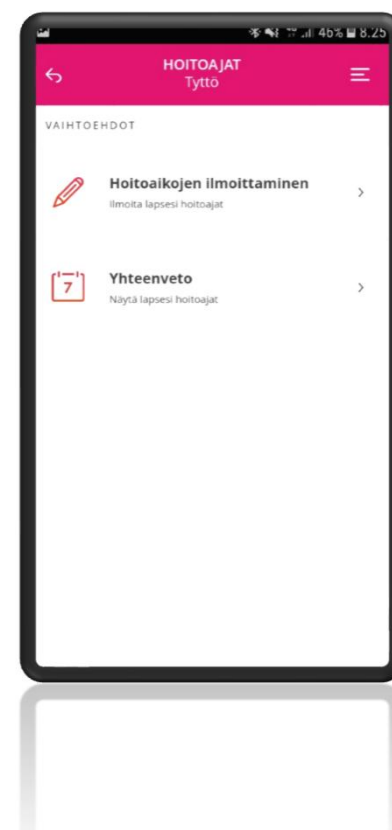 46% 8.25
HOITOAJAT
Tyttö
VAIHTOEHDOT
Hoitoaikojen ilmoittaminen
Ilmoita lapsesi hoitoajat
7
Yhteenveto
Näytä lapsesi hoitoajat